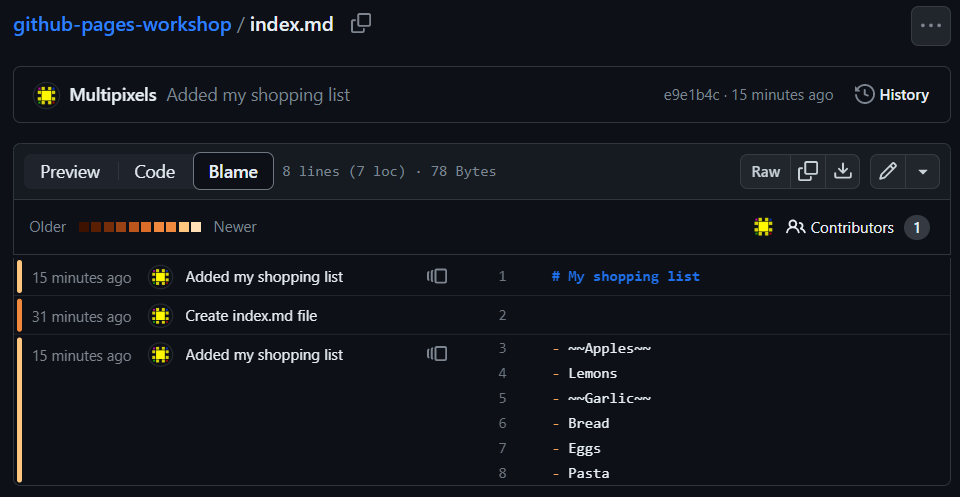 github-pages-workshop / index.md
Multipixels Added my shopping list e9e1b4c · 15 minutes ago History
Preview Code Blame 8 lines (7 loc) · 78 Bytes Raw
Older Newer Contributors 1
15 minutes ago Added my shopping list 1 # My shopping list
31 minutes ago Create index.md file 2
15 minutes ago Added my shopping list 3 - ~~Apples~~
4 - Lemons
5 - ~~Garlic~~
6 - Bread
7 - Eggs
8 - Pasta